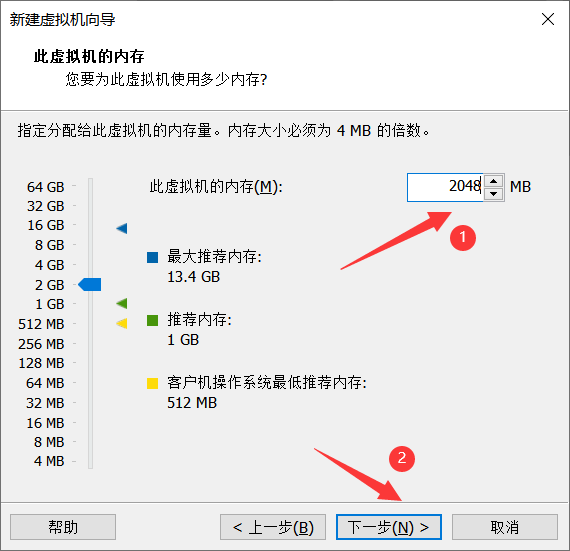 新建虚拟机向导
此虚拟机的内存
您要为此虚拟机使用多少内存?
指定分配给此虚拟机的内存量。内存大小必须为 4 MB 的倍数。
64 GB
32 GB
16 GB
8 GB
4 GB
2 GB
1 GB
512 MB
256 MB
128 MB
64 MB
32 MB
16 MB
8 MB
4 MB
此虚拟机的内存(M): 2048 MB
1
最大推荐内存:
13.4 GB
推荐内存:
1 GB
客户机操作系统最低推荐内存:
512 MB
2
帮助 < 上一步(B) 下一步(N) > 取消